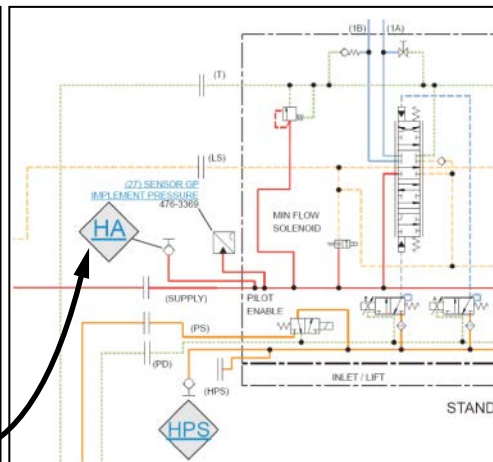 (1B) (1A)
(T)
(LS)
(27) SENSOR GP
IMPLEMENT PRESSURE
476-3369
HA
MIN FLOW
SOLENOID
(SUPPLY)
PILOT
ENABLE
(PS)
(PD)
(HPS)
INLET / LIFT
HPS
STAND